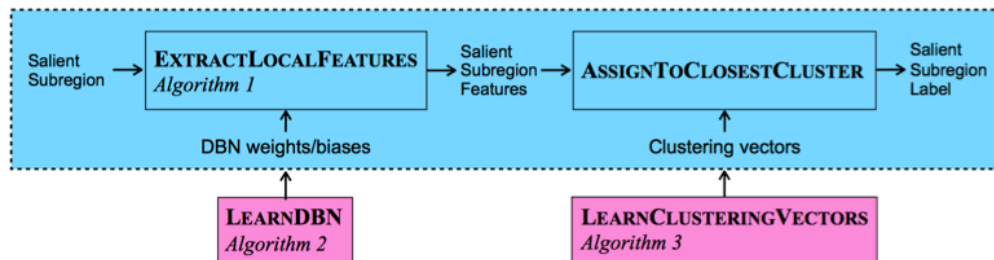 Salient
Subregion
EXTRACTLOCALFEATURES
Algorithm 1
Salient
Subregion
Features
ASSIGNTOCLOSESTCLUSTER
Salient
Subregion
Label
DBN weights/biases
Clustering vectors
LEARNDBN
Algorithm 2
LEARNCLUSTERINGVECTORS
Algorithm 3